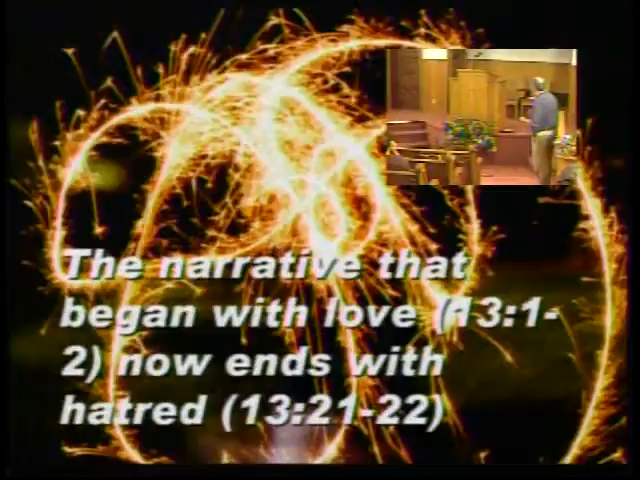 The narrative that
began with love (13:1-
2) now ends with
hatred (13:21-22)